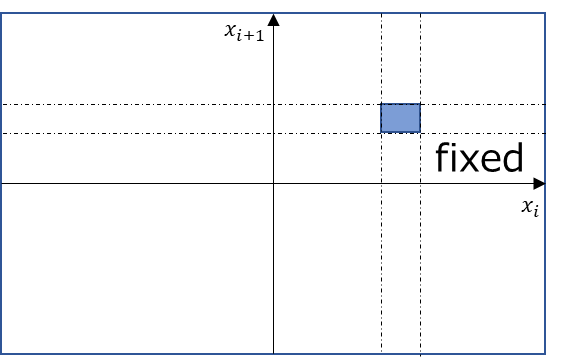 x_{i+1}
fixed
x_i